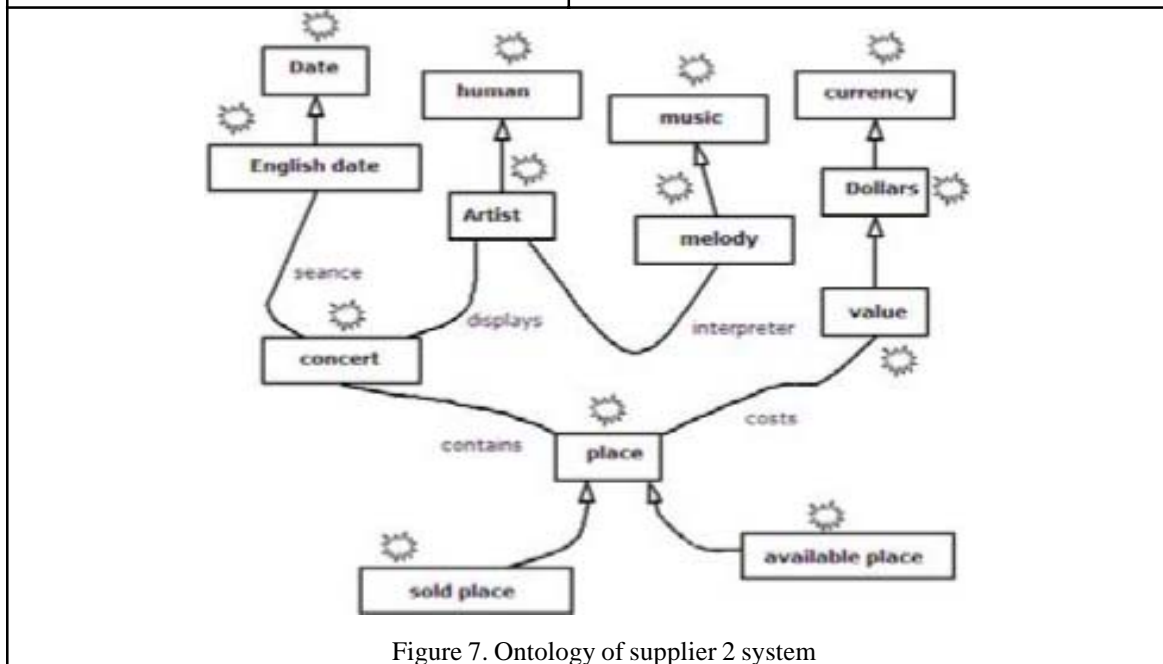 Date
human
music
currency
English date
Artist
melody
Dollars
seance
displays
interpreter
value
concert
contains
costs
place
sold place
available place
Figure 7. Ontology of supplier 2 system